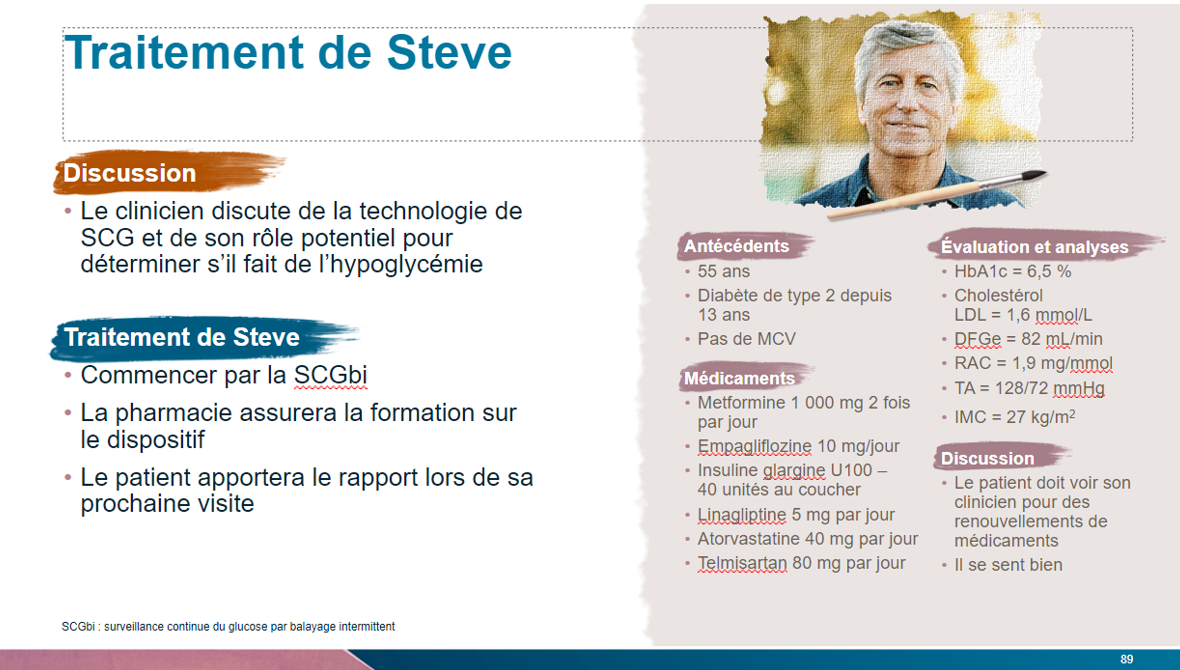 Traitement de Steve
Discussion
• Le clinicien discute de la technologie de
SCG et de son rôle potentiel pour
déterminer s’il fait de l’hypoglycémie
Traitement de Steve
• Commencer par la SCGbi
• La pharmacie assurera la formation sur
le dispositif
• Le patient apportera le rapport lors de sa
prochaine visite
SCGbi : surveillance continue du glucose par balayage intermittent
Antécédents
• 55 ans
• Diabète de type 2 depuis
13 ans
• Pas de MCV
Médicaments
• Metformine 1 000 mg 2 fois
par jour
• Empagliflozine 10 mg/jour
• Insuline glargine U100 –
40 unités au coucher
• Linagliptine 5 mg par jour
• Atorvastatine 40 mg par jour
• Telmisartan 80 mg par jour
Évaluation et analyses
• HbA1c = 6,5 %
• Cholestérol
LDL = 1,6 mmol/L
• DFGe = 82 mL/min
• RAC = 1,9 mg/mmol
• TA = 128/72 mmHg
• IMC = 27 kg/m²
Discussion
• Le patient doit voir son
clinicien pour des
renouvellements de
médicaments
• Il se sent bien
89